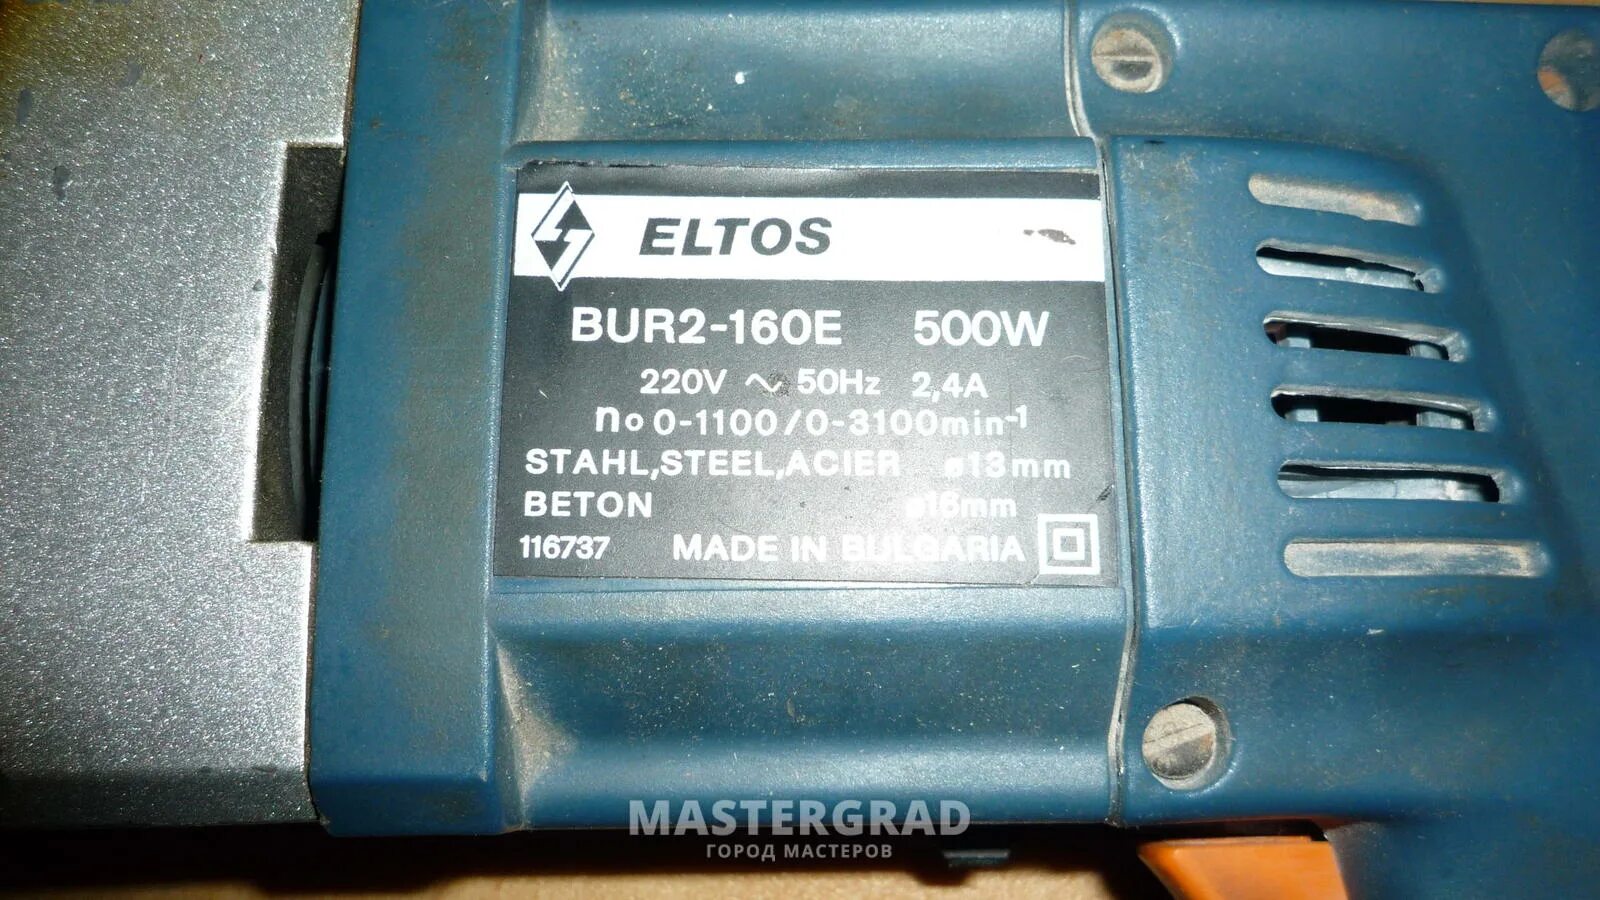 ELTOS
BUR2-160E 500W
220V ~ 50Hz 2,4A
no 0-1100/0-3100min-1
STAHL,STEEL,ACIER ø13mm
BETON ø16mm
116737 MADE IN BULGARIA
MASTERGRAD
ГОРОД МАСТЕРОВ